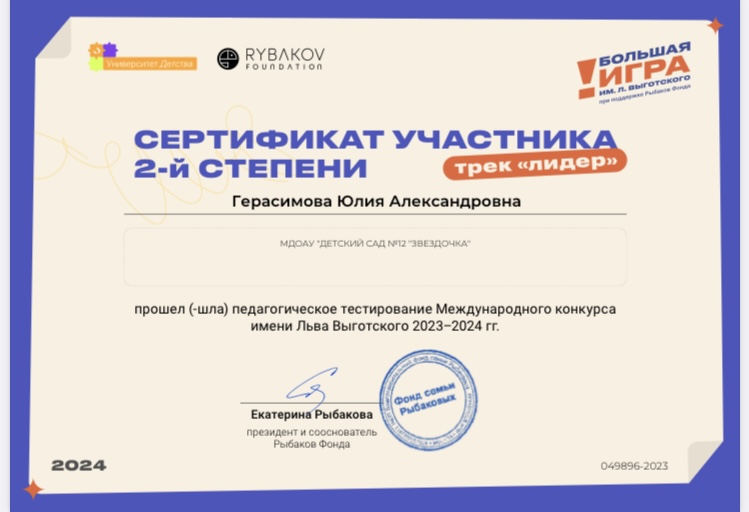 Университет Детства
RYBAKOV
FOUNDATION
БОЛЬШАЯ
ИГРА
ИМ. Л. ВЫГОТСКОГО
при поддержке Рыбаков Фонда
СЕРТИФИКАТ УЧАСТНИКА
2-й СТЕПЕНИ
трек «лидер»
Герасимова Юлия Александровна
МДОАУ "ДЕТСКИЙ САД №12 "ЗВЕЗДОЧКА"
прошел (-шла) педагогическое тестирование Международного конкурса
имени Льва Выготского 2023–2024 гг.
Фонд семьи
Рыбаковых
Екатерина Рыбакова
президент и сооснователь
Рыбаков Фонда
2024
049896-2023